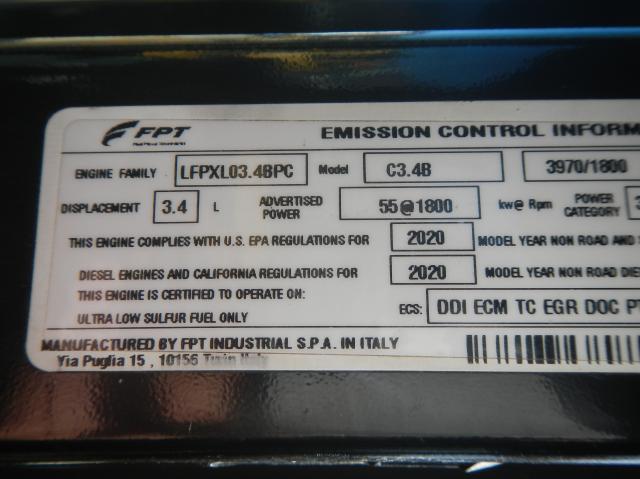 FPT
EMISSION CONTROL INFORM
ENGINE FAMILY LFPXL03.4BPC Model C3.4B 3970/1800
DISPLACEMENT 3.4 L ADVERTISED POWER 55@1800 kw@ Rpm POWER CATEGORY 3
THIS ENGINE COMPLIES WITH U.S. EPA REGULATIONS FOR 2020 MODEL YEAR NON ROAD AND
DIESEL ENGINES AND CALIFORNIA REGULATIONS FOR 2020 MODEL YEAR NON ROAD DIE
THIS ENGINE IS CERTIFIED TO OPERATE ON:
ULTRA LOW SULFUR FUEL ONLY
ECS: DDI ECM TC EGR DOC PT
MANUFACTURED BY FPT INDUSTRIAL S.P.A. IN ITALY
Via Puglia 15 , 10156 Turin Italy